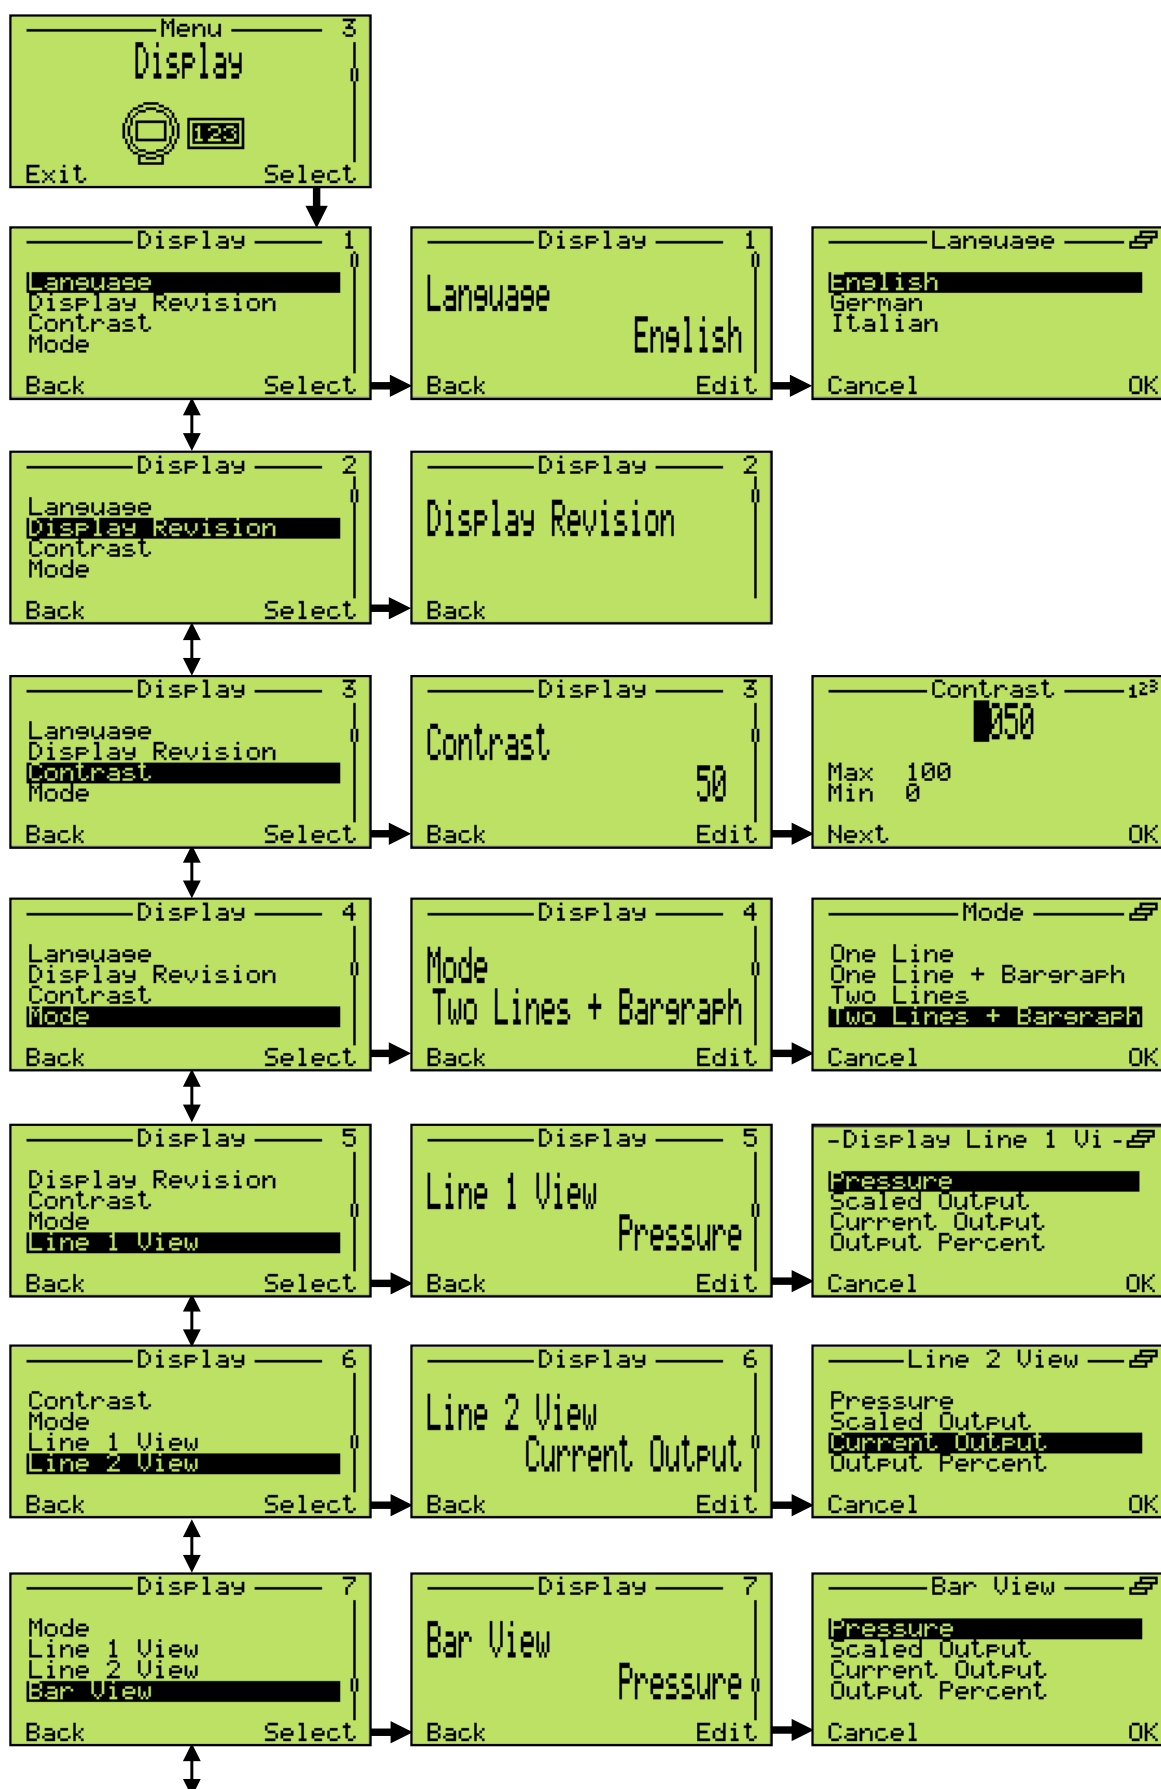 Menu 3
Display
123
Exit Select
Display 1
Language
Display Revision
Contrast
Mode
Back Select
Display 1
Language
English
Back Edit
Language
English
German
Italian
Cancel OK
Display 2
Language
Display Revision
Contrast
Mode
Back Select
Display 2
Display Revision
Back
Display 3
Language
Display Revision
Contrast
Mode
Back Select
Display 3
Contrast
50
Back Edit
Contrast 123
050
Max 100
Min 0
Next OK
Display 4
Language
Display Revision
Contrast
Mode
Back Select
Display 4
Mode
Two Lines + Bargraph
Back Edit
Mode
One Line
One Line + Bargraph
Two Lines
Two Lines + Bargraph
Cancel OK
Display 5
Display Revision
Contrast
Mode
Line 1 View
Back Select
Display 5
Line 1 View
Pressure
Back Edit
-Display Line 1 Vi-
Pressure
Scaled Output
Current Output
Output Percent
Cancel OK
Display 6
Contrast
Mode
Line 1 View
Line 2 View
Back Select
Display 6
Line 2 View
Current Output
Back Edit
Line 2 View
Pressure
Scaled Output
Current Output
Output Percent
Cancel OK
Display 7
Mode
Line 1 View
Line 2 View
Bar View
Back Select
Display 7
Bar View
Pressure
Back Edit
Bar View
Pressure
Scaled Output
Current Output
Output Percent
Cancel OK